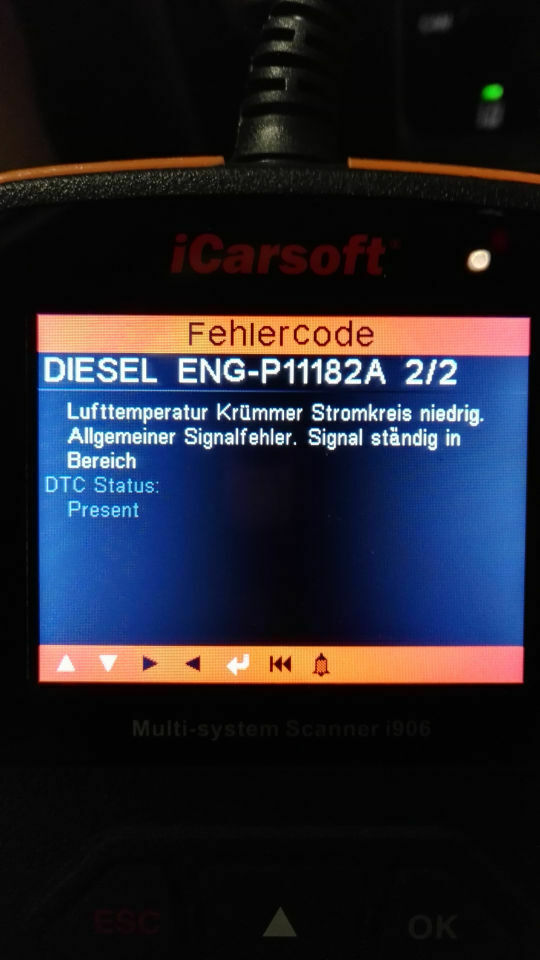 iCarsoft
Fehlercode
DIESEL ENG-P11182A 2/2
Lufttemperatur Krümmer Stromkreis niedrig.
Allgemeiner Signalfehler. Signal ständig in
Bereich
DTC Status:
Present
Multi-system Scanner i906
ESC
OK